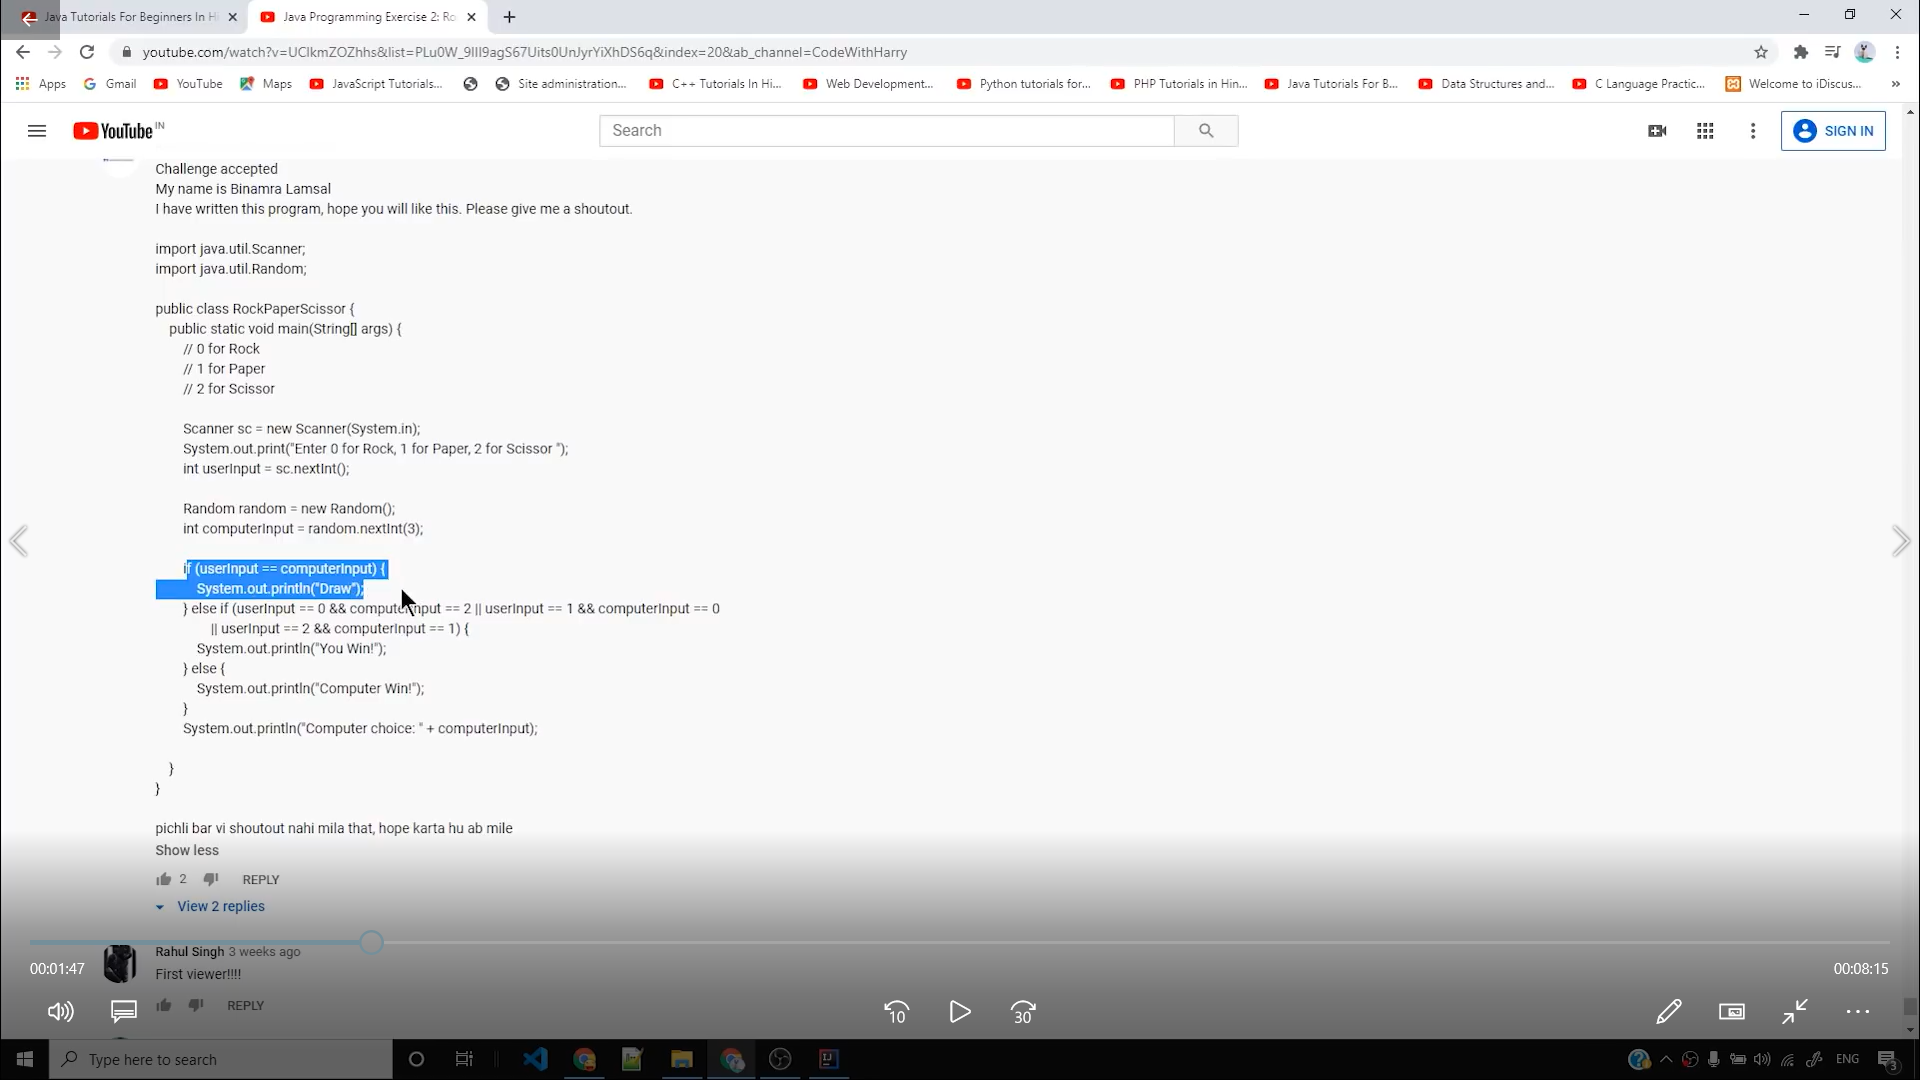 Java Tutorials For Beginners In Hi
Java Programming Exercise 2: Ro
youtube.com/watch?v=UClkmZOZhhs&list=PLu0W_9lII9agS67Uits0UnJyrYiXhDS6q&index=20&ab_channel=CodeWithHarry
Apps
Gmail
YouTube
Maps
JavaScript Tutorials...
Site administration...
C++ Tutorials In Hi...
Web Development...
Python tutorials for...
PHP Tutorials in Hin...
Java Tutorials For B...
Data Structures and...
C Language Practic...
Welcome to iDiscus...
YouTube IN
Search
SIGN IN
Challenge accepted
My name is Binamra Lamsal
I have written this program, hope you will like this. Please give me a shoutout.
import java.util.Scanner;
import java.util.Random;
public class RockPaperScissor {
public static void main(String[] args) {
// 0 for Rock
// 1 for Paper
// 2 for Scissor
Scanner sc = new Scanner(System.in);
System.out.print("Enter 0 for Rock, 1 for Paper, 2 for Scissor ");
int userInput = sc.nextInt();
Random random = new Random();
int computerInput = random.nextInt(3);
if (userInput == computerInput) {
System.out.println("Draw");
} else if (userInput == 0 && computerInput == 2 || userInput == 1 && computerInput == 0
|| userInput == 2 && computerInput == 1) {
System.out.println("You Win!");
} else {
System.out.println("Computer Win!");
}
System.out.println("Computer choice: " + computerInput);
}
}
pichli bar vi shoutout nahi mila that, hope karta hu ab mile
Show less
2
REPLY
View 2 replies
Rahul Singh 3 weeks ago
00:01:47
First viewer!!!!
00:08:15
REPLY
10
30
Type here to search
ENG
3